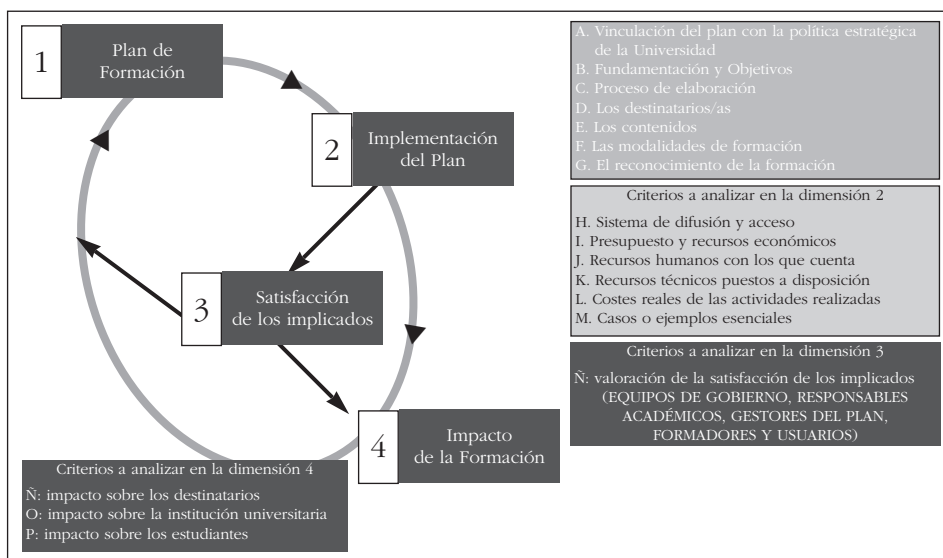 1
Plan de
Formación
2
Implementación
del Plan
3
Satisfacción
de los implicados
4
Impacto
de la Formación
A. Vinculación del plan con la política estratégica
de la Universidad
B. Fundamentación y Objetivos
C. Proceso de elaboración
D. Los destinatarios/as
E. Los contenidos
F. Las modalidades de formación
G. El reconocimiento de la formación
Criterios a analizar en la dimensión 2
H. Sistema de difusión y acceso
I. Presupuesto y recursos económicos
J. Recursos humanos con los que cuenta
K. Recursos técnicos puestos a disposición
L. Costes reales de las actividades realizadas
M. Casos o ejemplos esenciales
Criterios a analizar en la dimensión 3
Ñ: valoración de la satisfacción de los implicados
(EQUIPOS DE GOBIERNO, RESPONSABLES
ACADÉMICOS, GESTORES DEL PLAN,
FORMADORES Y USUARIOS)
Criterios a analizar en la dimensión 4
Ñ: impacto sobre los destinatarios
O: impacto sobre la institución universitaria
P: impacto sobre los estudiantes